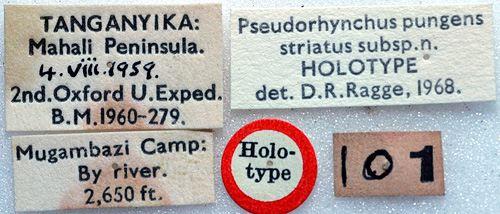 TANGANYIKA:
Mahali Peninsula.
4.viii.1959.
2nd.Oxford U.Exped.
B.M.1960-279.
Pseudorhynchus pungens
striatus subsp.n.
HOLOTYPE
det. D.R.Ragge, 1968.
Mugambazi Camp:
By river.
2,650 ft.
Holo-
type
101